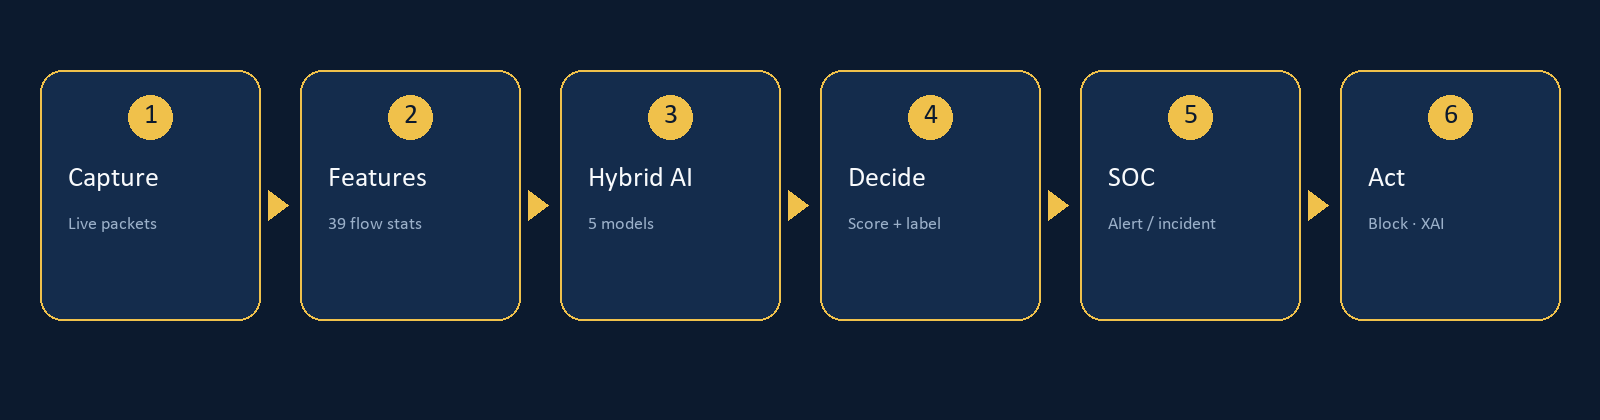 1
Capture
Live packets
2
Features
39 flow stats
3
Hybrid AI
5 models
4
Decide
Score + label
5
SOC
Alert / incident
6
Act
Block · XAI